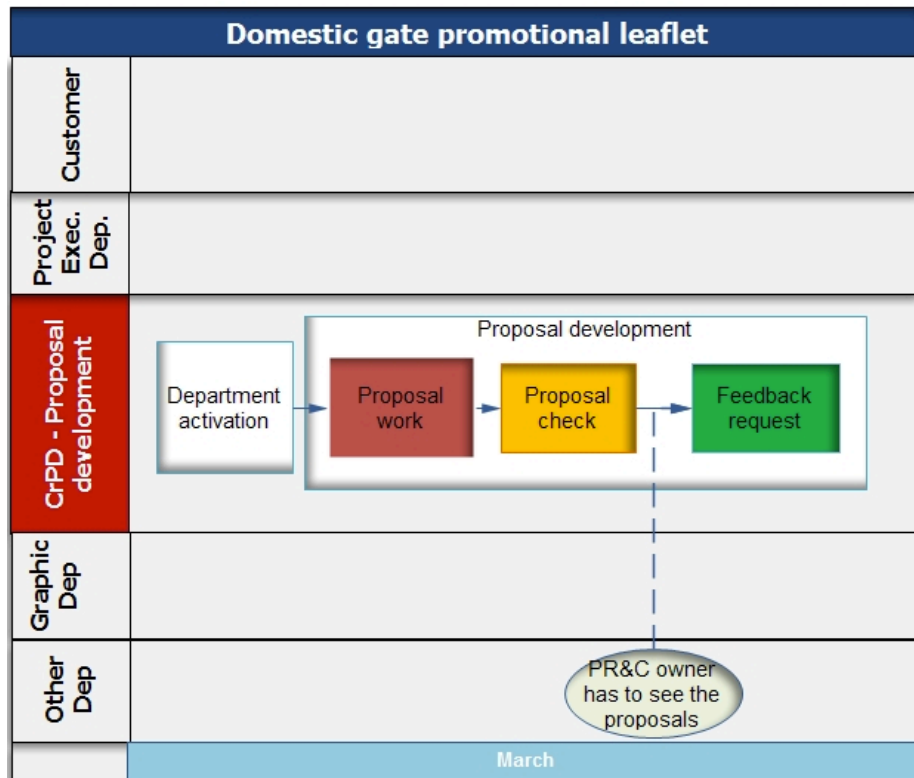 Domestic gate promotional leaflet
Customer
Project
Exec.
Dep.
CrPD - Proposal
development
Proposal development
Department
activation
Proposal
work
Proposal
check
Feedback
request
Graphic
Dep
Other
Dep
PR&C owner
has to see the
proposals
March